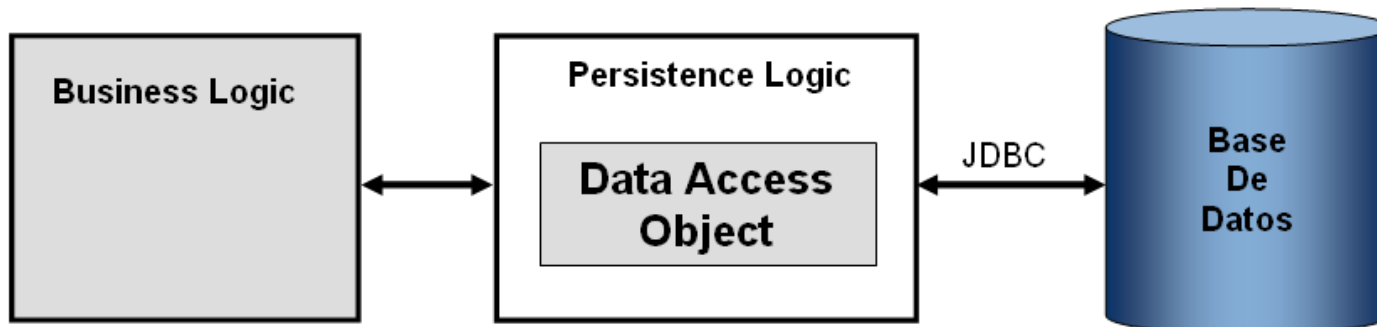 Business Logic
Persistence Logic
Data Access
Object
JDBC
Base
De
Datos